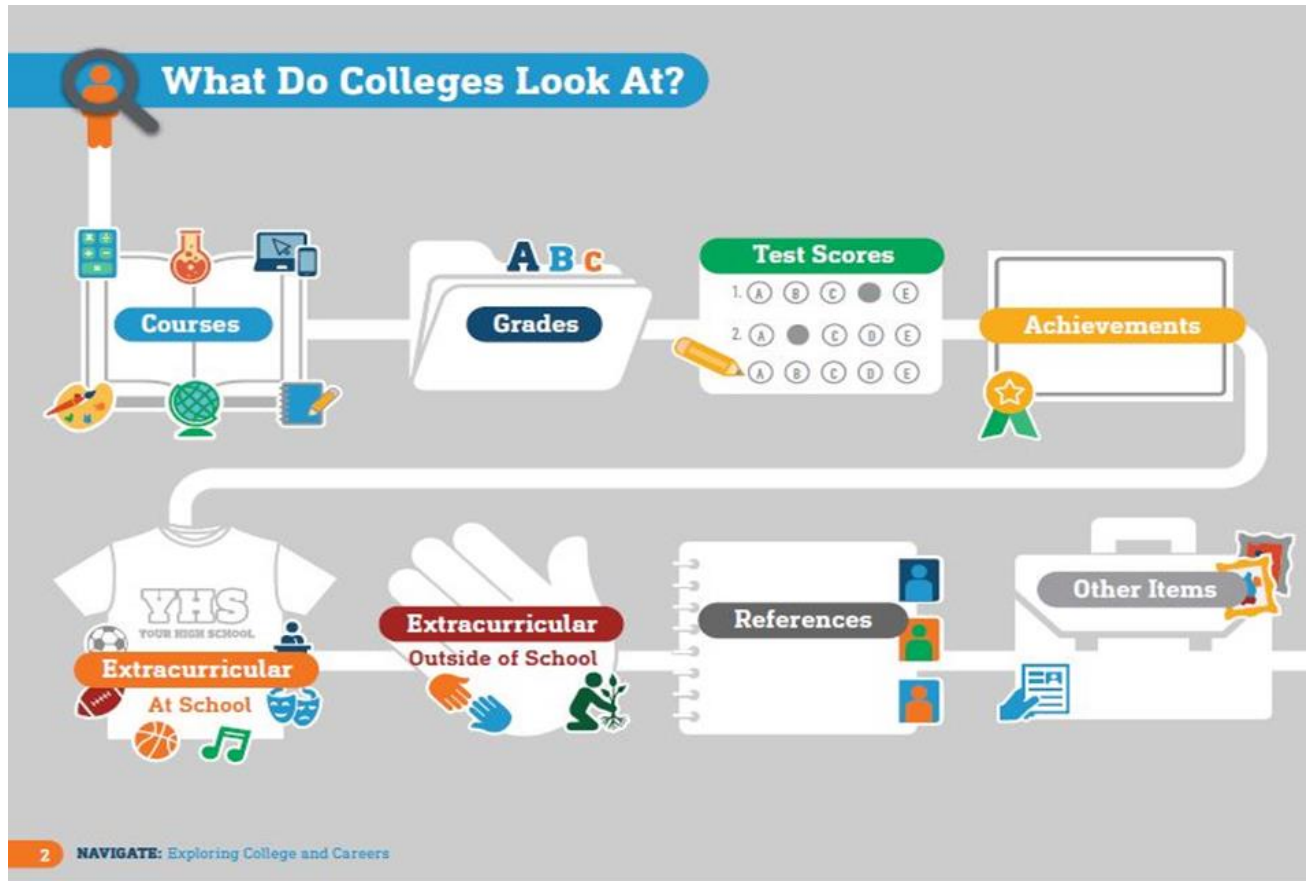 What Do Colleges Look At?
Courses
A B C
Grades
Test Scores
1. A B C E
2. A C D E
A B C D E
Achievements
YHS
YOUR HIGH SCHOOL
Extracurricular
At School
Extracurricular
Outside of School
References
Other Items
2 NAVIGATE: Exploring College and Careers